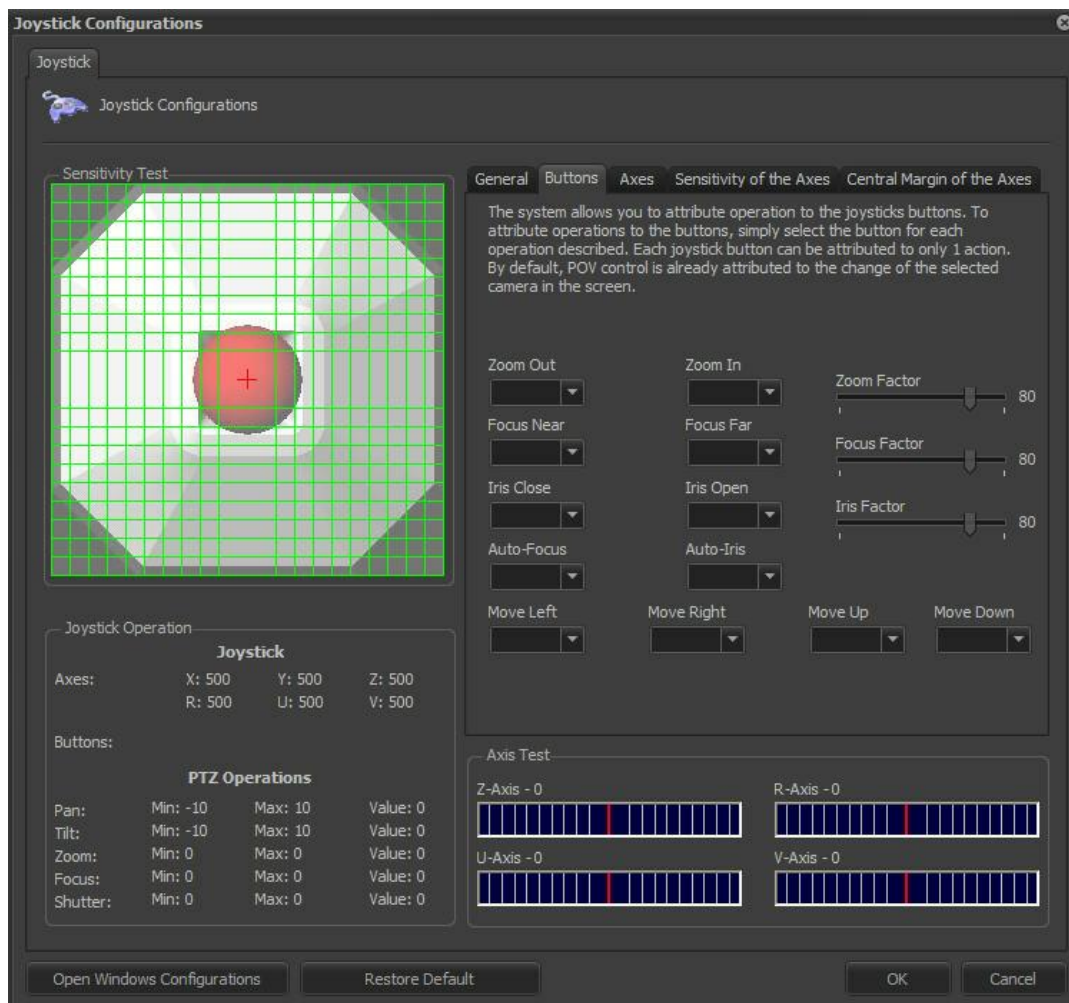 Joystick Configurations
Joystick
Joystick Configurations
Sensitivity Test
General Buttons Axes Sensitivity of the Axes Central Margin of the Axes
The system allows you to attribute operation to the joysticks buttons. To
attribute operations to the buttons, simply select the button for each
operation described. Each joystick button can be attributed to only 1 action.
By default, POV control is already attributed to the change of the selected
camera in the screen.
Zoom Out Zoom In Zoom Factor 80
Focus Near Focus Far Focus Factor 80
Iris Close Iris Open Iris Factor 80
Auto-Focus Auto-Iris
Move Left Move Right Move Up Move Down
Joystick Operation
Joystick
Axes: X: 500 Y: 500 Z: 500
R: 500 U: 500 V: 500
Buttons:
PTZ Operations
Pan: Min: -10 Max: 10 Value: 0
Tilt: Min: -10 Max: 10 Value: 0
Zoom: Min: 0 Max: 0 Value: 0
Focus: Min: 0 Max: 0 Value: 0
Shutter: Min: 0 Max: 0 Value: 0
Axis Test
Z-Axis - 0 R-Axis - 0
U-Axis - 0 V-Axis - 0
Open Windows Configurations Restore Default OK Cancel